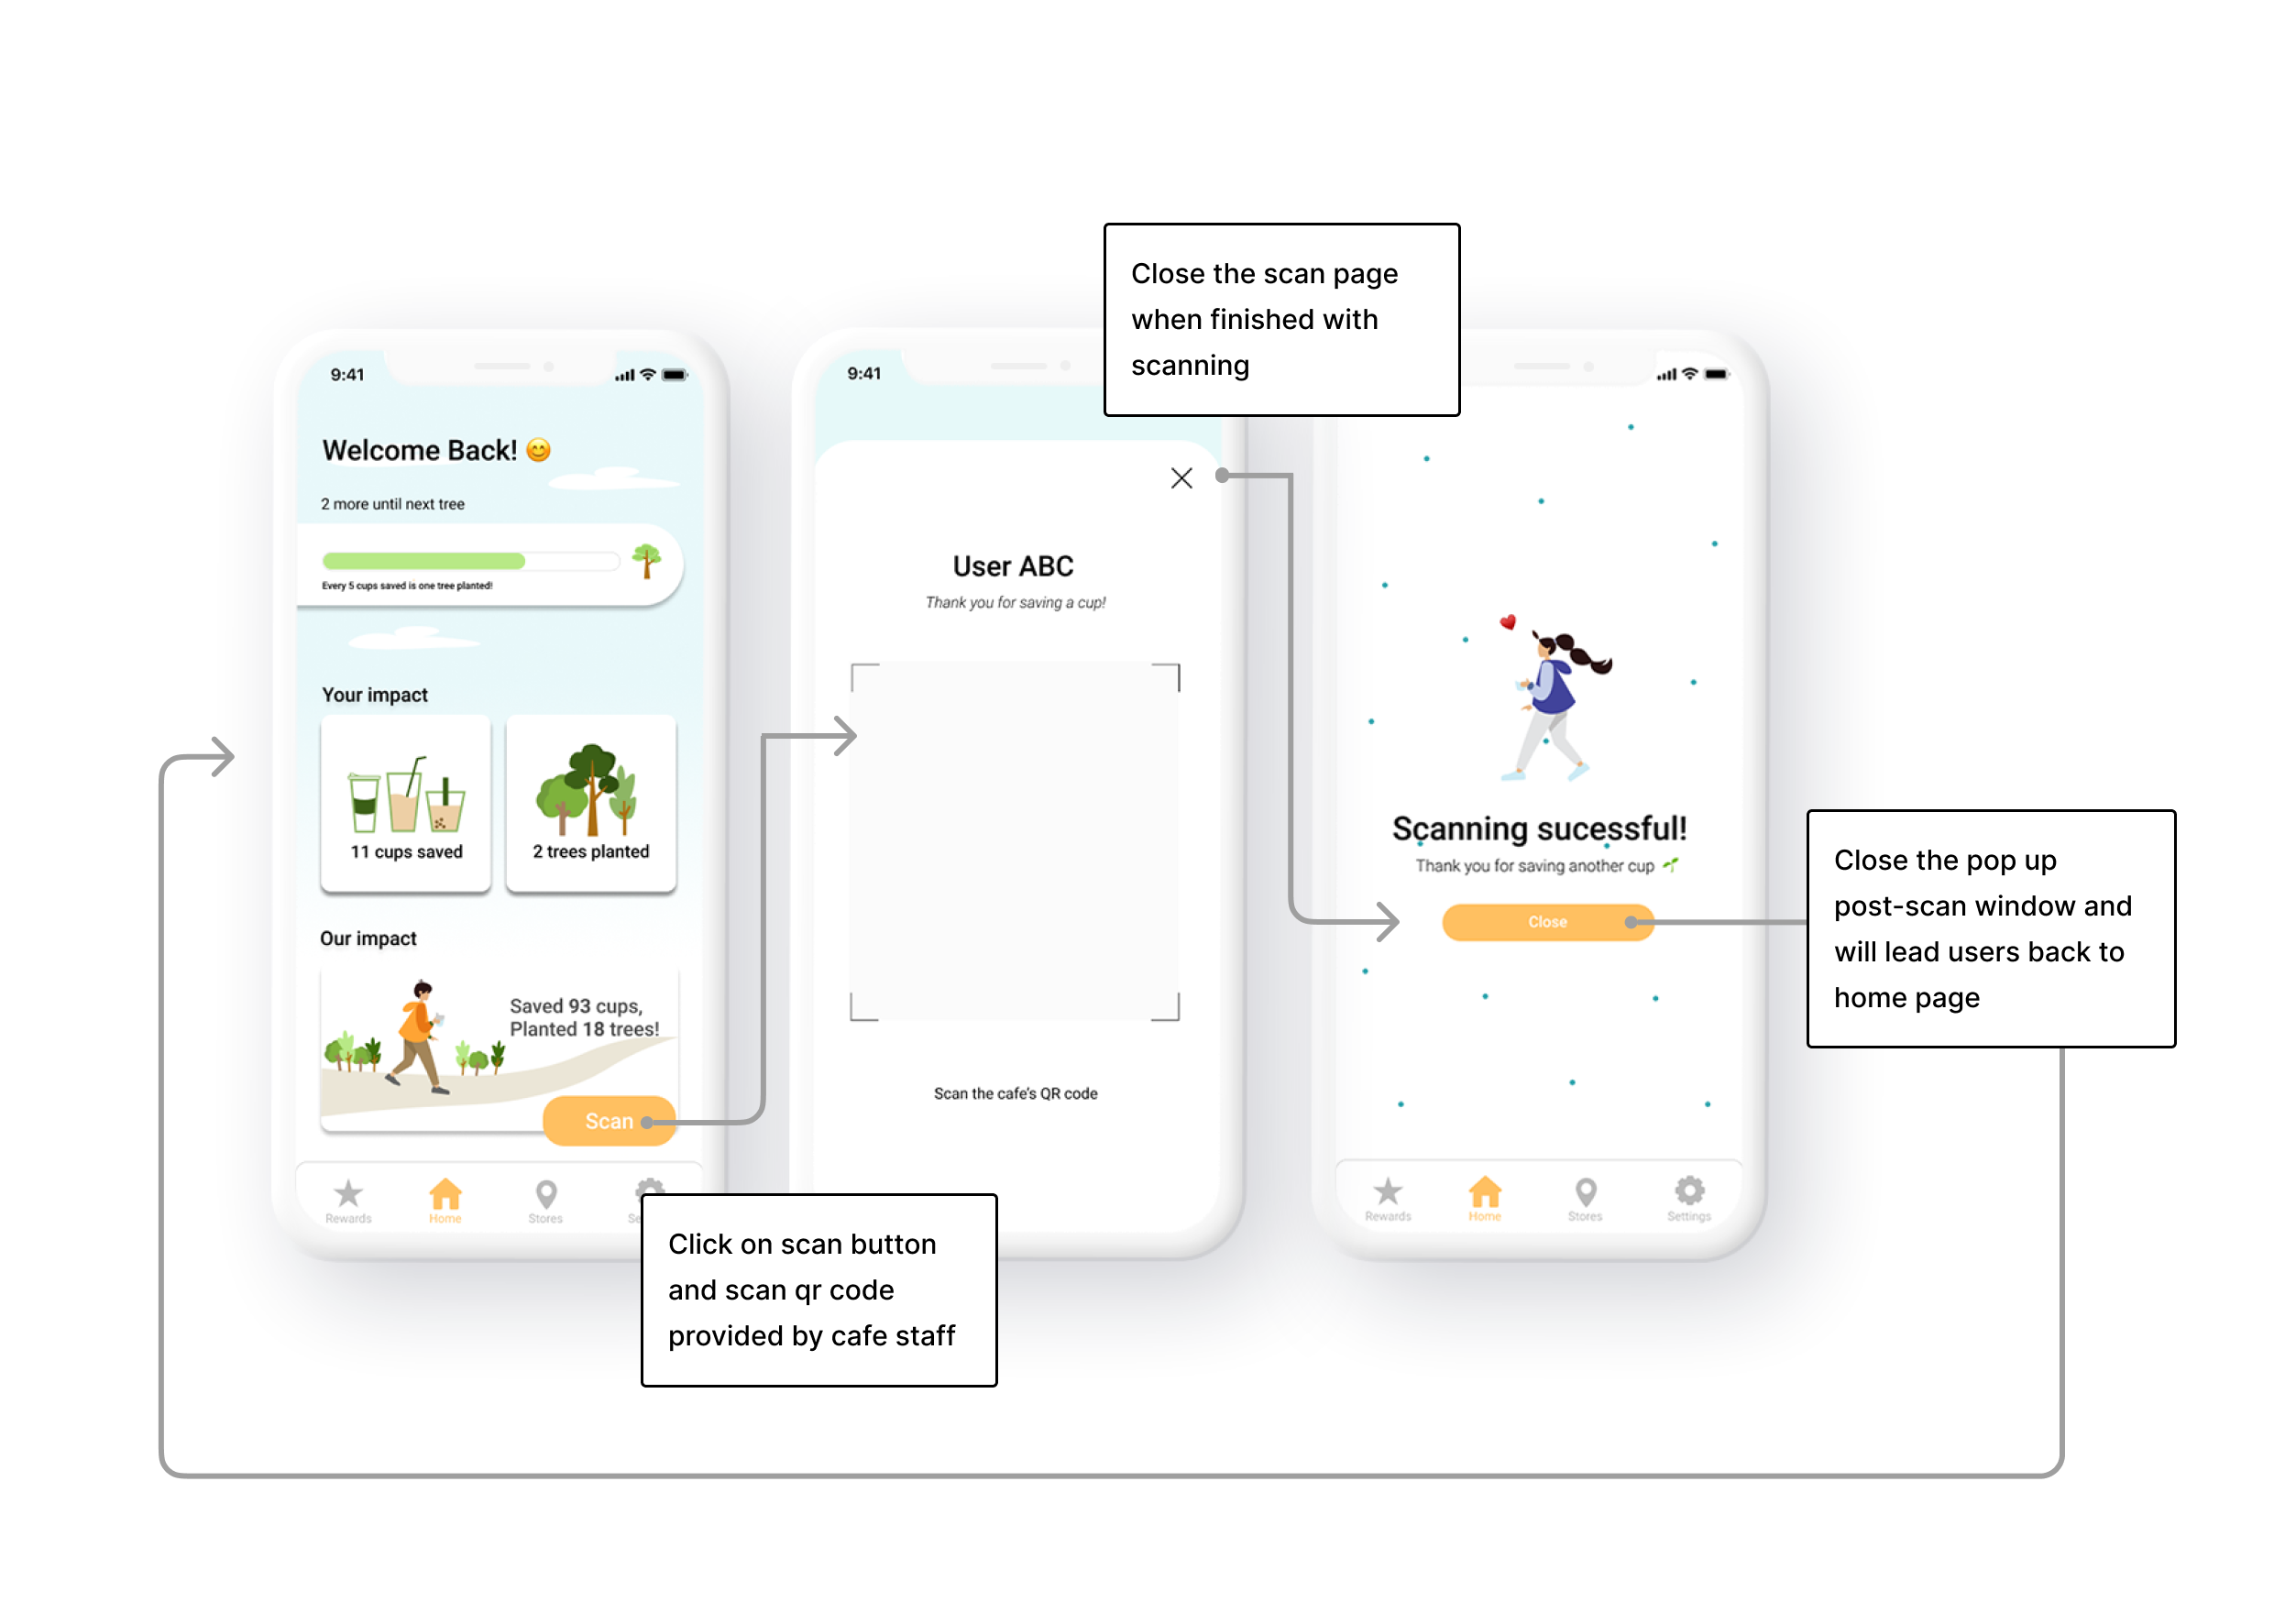 9:41
Welcome Back! 😊
2 more until next tree
Every 5 cups saved is one tree planted!
Your impact
11 cups saved
2 trees planted
Our impact
Saved 93 cups,
Planted 18 trees!
Scan
Rewards
Home
Stores
Se
Click on scan button
and scan qr code
provided by cafe staff
9:41
User ABC
Thank you for saving a cup!
Scan the cafe's QR code
Close the scan page
when finished with
scanning
Scanning sucessful!
Thank you for saving another cup 🌱
Close
Rewards
Home
Stores
Settings
Close the pop up
post-scan window and
will lead users back to
home page